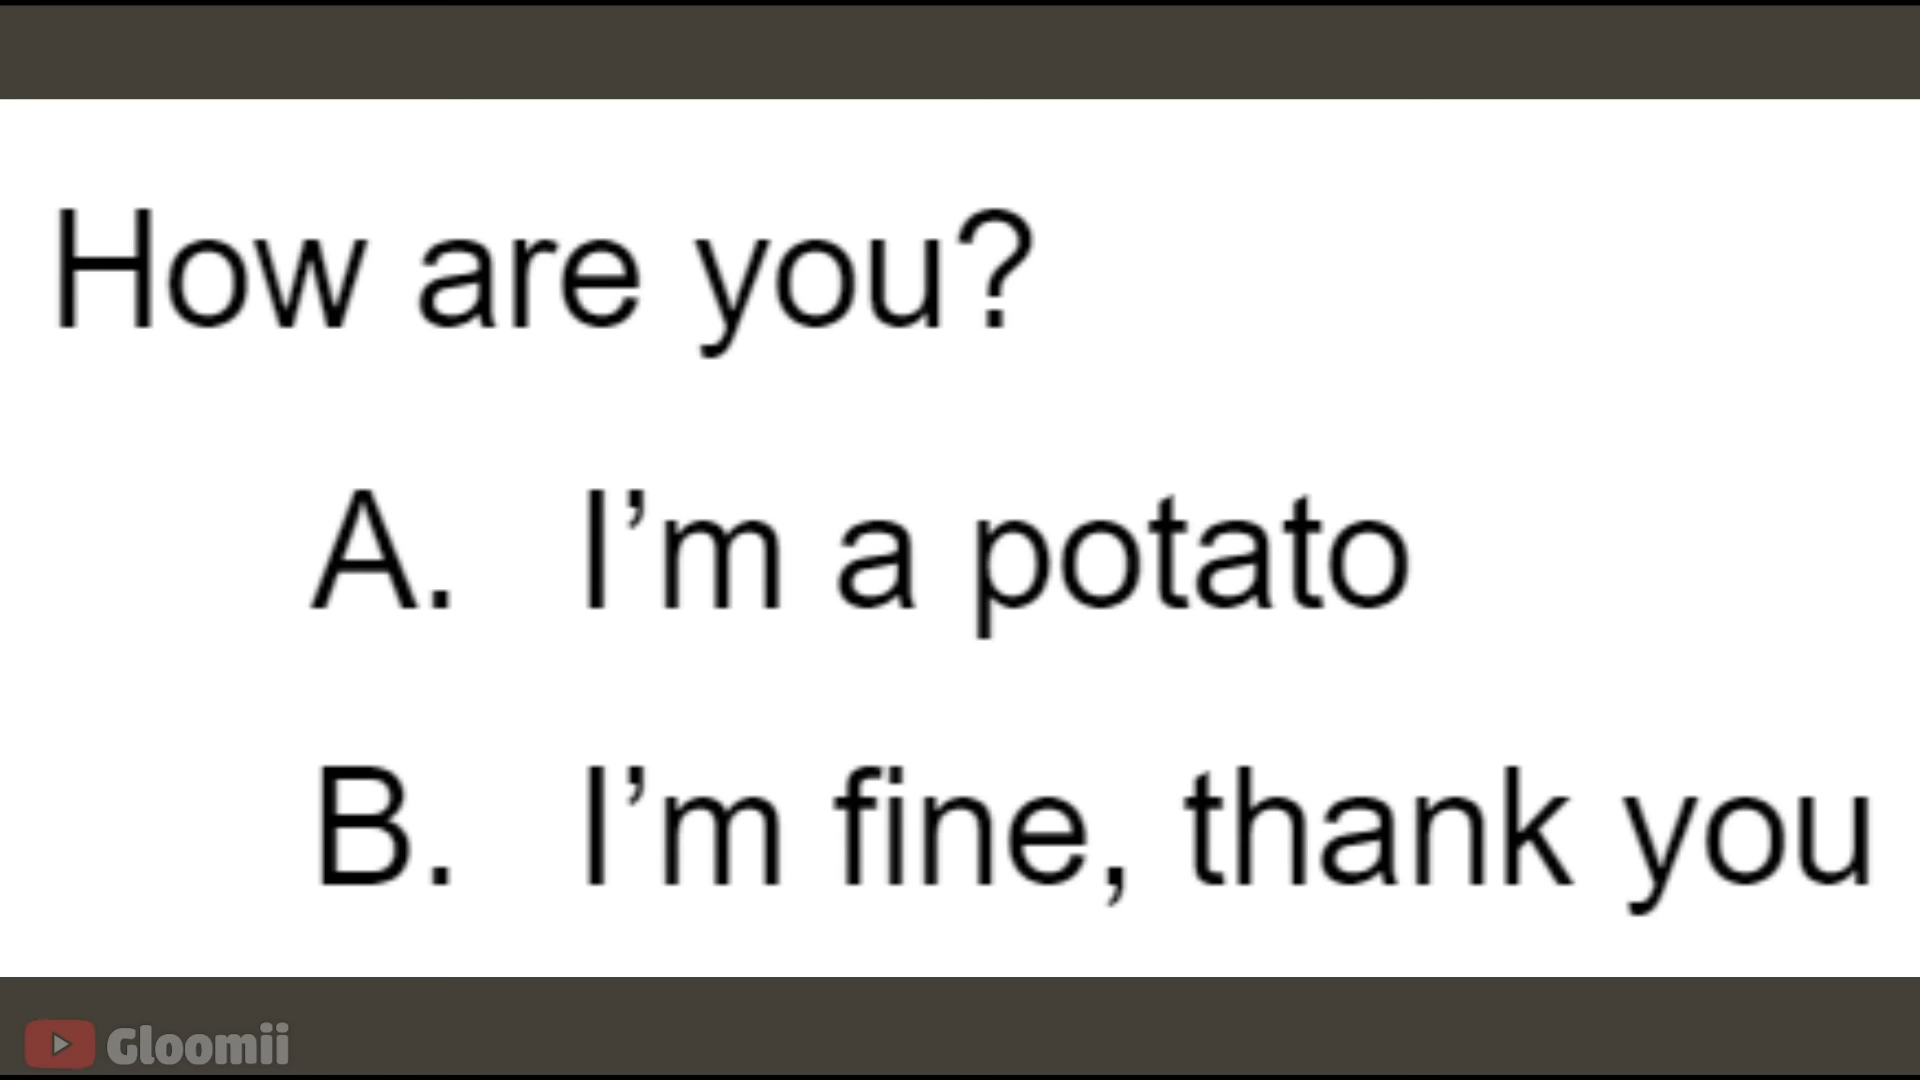 How are you?
A. I’m a potato
B. I’m fine, thank you
Gloomii